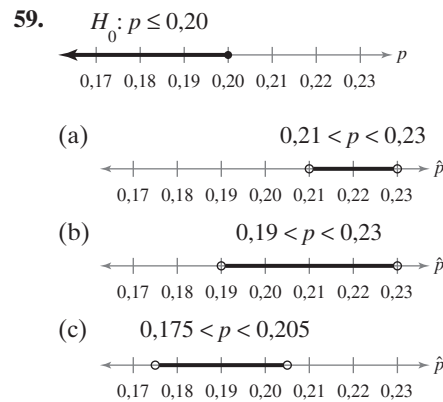 59. H₀: p ≤ 0,20
p
0,17 0,18 0,19 0,20 0,21 0,22 0,23
(a) 0,21 < p < 0,23
p̂
0,17 0,18 0,19 0,20 0,21 0,22 0,23
(b) 0,19 < p < 0,23
p̂
0,17 0,18 0,19 0,20 0,21 0,22 0,23
(c) 0,175 < p < 0,205
p̂
0,17 0,18 0,19 0,20 0,21 0,22 0,23